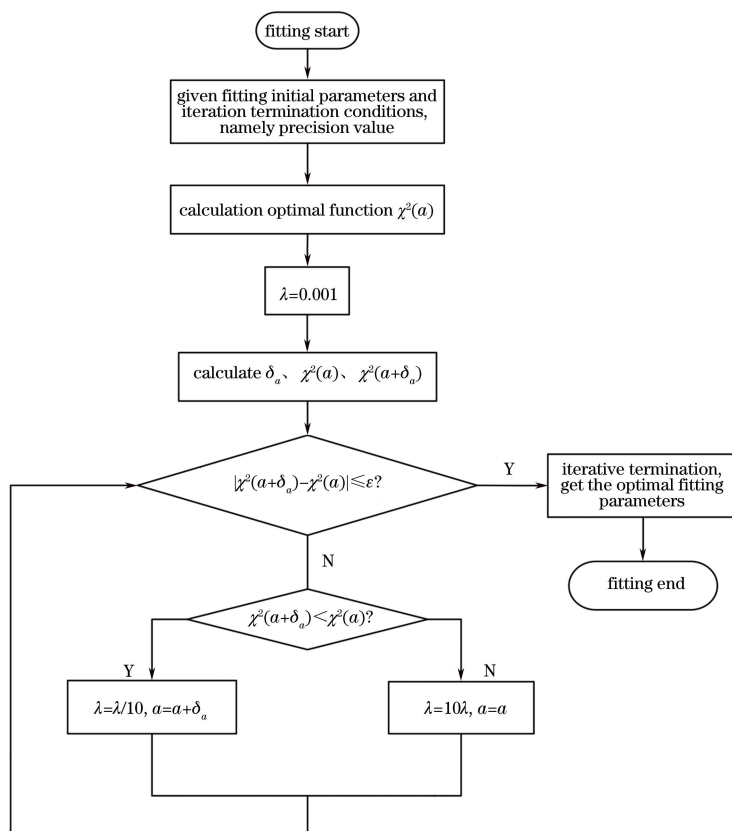 fitting start
given fitting initial parameters and
iteration termination conditions,
namely precision value
calculation optimal function χ²(a)
λ=0.001
calculate δₐ、χ²(a)、χ²(a+δₐ)
|χ²(a+δₐ)−χ²(a)|≤ε?
Y
iterative termination,
get the optimal fitting
parameters
fitting end
N
χ²(a+δₐ)<χ²(a)?
Y
λ=λ/10, a=a+δₐ
N
λ=10λ, a=a